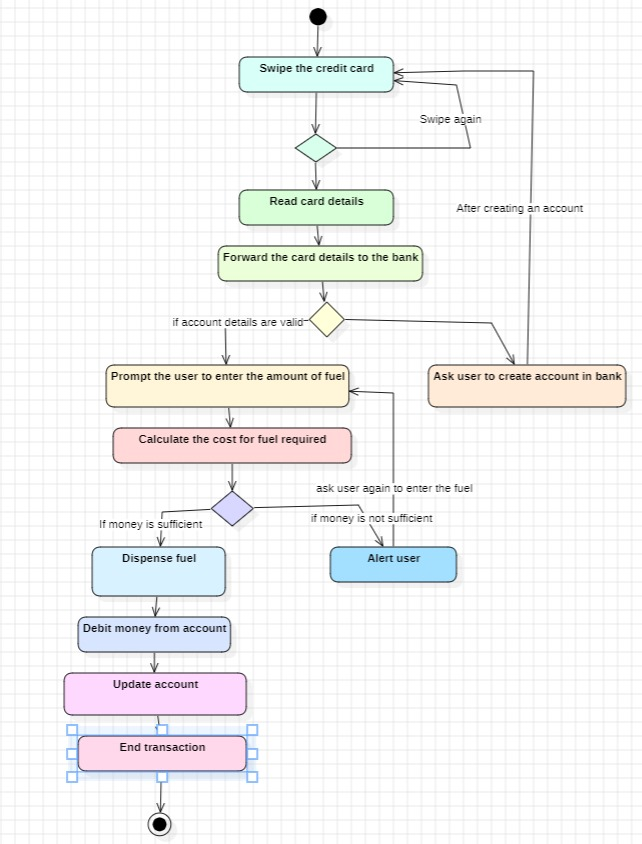 Swipe the credit card
Swipe again
Read card details
After creating an account
Forward the card details to the bank
if account details are valid
Prompt the user to enter the amount of fuel
Ask user to create account in bank
Calculate the cost for fuel required
ask user again to enter the fuel
If money is sufficient
if money is not sufficient
Dispense fuel
Alert user
Debit money from account
Update account
End transaction